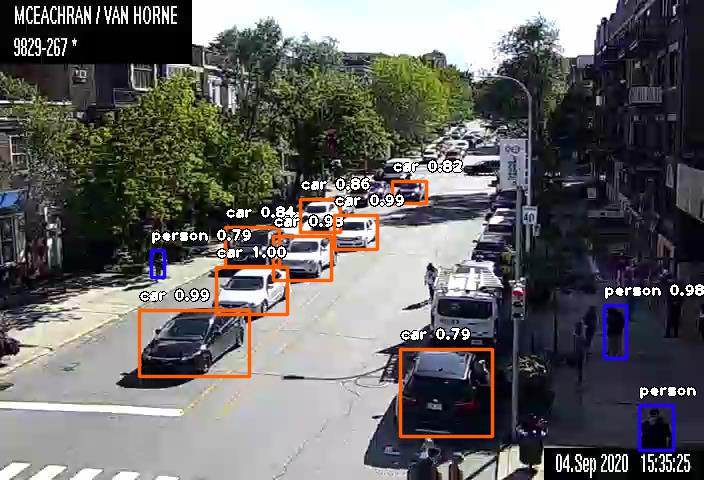 MCEACHRAN / VAN HORNE
9829-267 *
car 0.82
car 0.86
car 0.99
car 0.84
car 0.93
person 0.79
car 1.00
car 0.99
person 0.98
car 0.79
person
40
04.Sep 2020 15:35:25